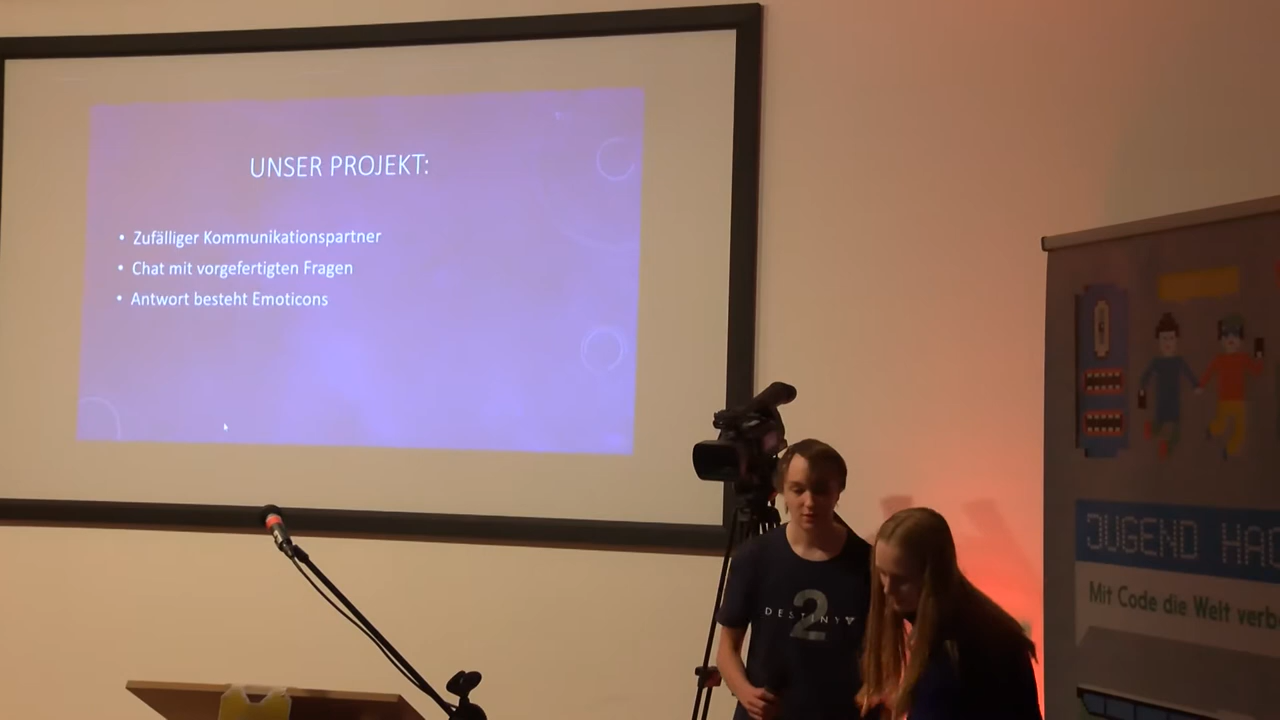 UNSER PROJEKT:
• Zufälliger Kommunikationspartner
• Chat mit vorgefertigten Fragen
• Antwort besteht Emoticons
DESTINY
2
JUGEND HAC
Mit Code die Welt verb